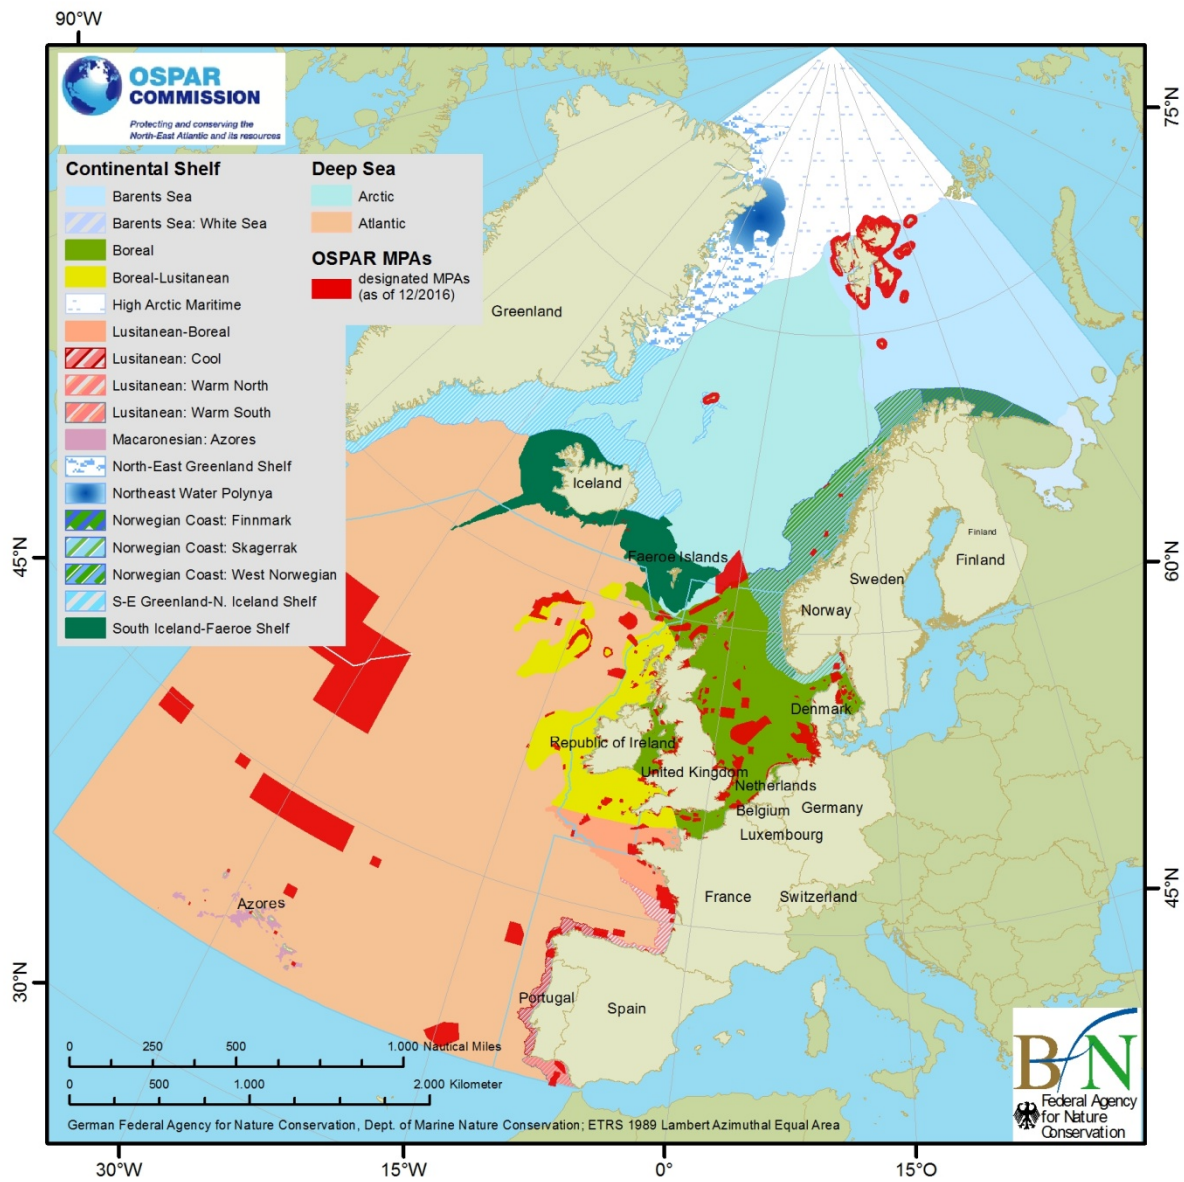 90°W
OSPAR
COMMISSION
Protecting and conserving the
North-East Atlantic and its resources
75°N
Continental Shelf
Barents Sea
Barents Sea: White Sea
Boreal
Boreal-Lusitanean
High Arctic Maritime
Lusitanean-Boreal
Lusitanean: Cool
Lusitanean: Warm North
Lusitanean: Warm South
Macaronesian: Azores
North-East Greenland Shelf
Northeast Water Polynya
Norwegian Coast: Finnmark
Norwegian Coast: Skagerrak
Norwegian Coast: West Norwegian
S-E Greenland-N. Iceland Shelf
South Iceland-Faeroe Shelf
Deep Sea
Arctic
Atlantic
OSPAR MPAs
designated MPAs
(as of 12/2016)
Greenland
Iceland
Faeroe Islands
Finland
Finland
Sweden
Norway
45°N
60°N
Denmark
Republic of Ireland
United Kingdom
Netherlands
Belgium
Germany
Luxembourg
France
Switzerland
Azores
45°N
30°N
Portugal
Spain
0 250 500 1.000 Nautical Miles
0 500 1.000 2.000 Kilometer
German Federal Agency for Nature Conservation, Dept. of Marine Nature Conservation; ETRS 1989 Lambert Azimuthal Equal Area
BfN
Federal Agency
for Nature
Conservation
30°W
15°W
0°
15°O